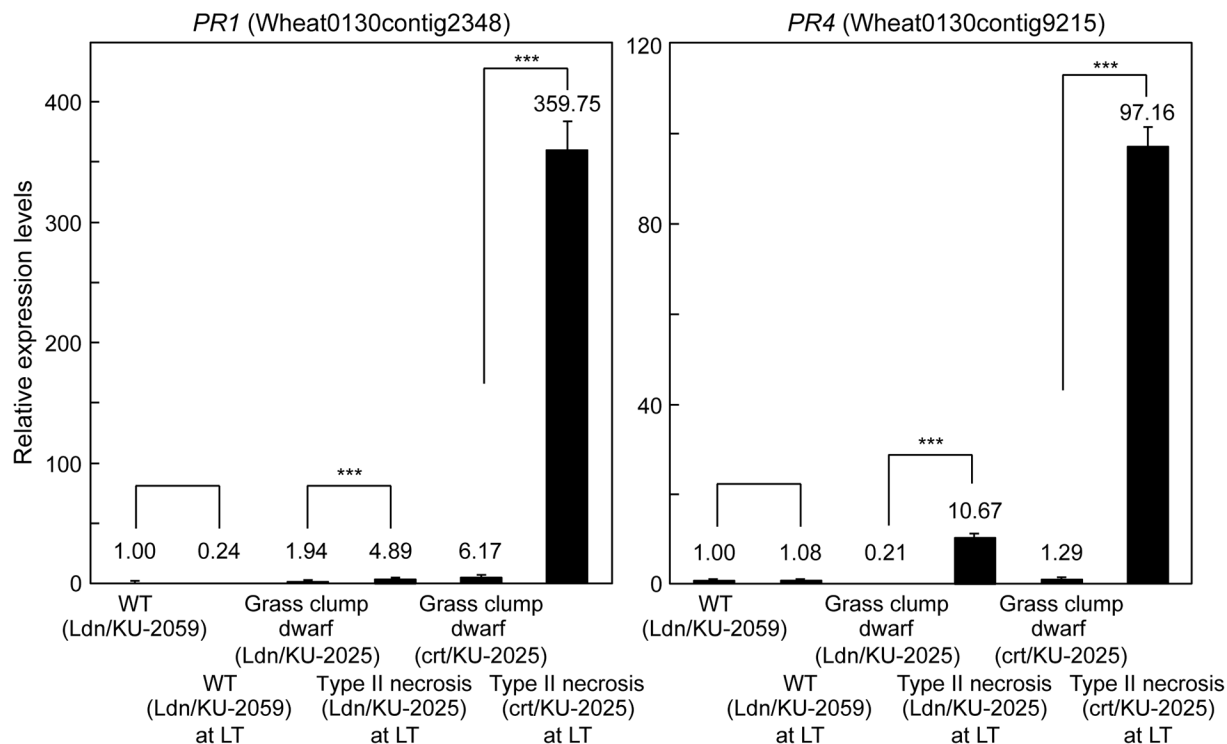 PR1 (Wheat0130contig2348)
Relative expression levels
400
300
200
100
0
***
359.75
***
1.00
0.24
1.94
4.89
6.17
WT
(Ldn/KU-2059)
Grass clump
dwarf
(Ldn/KU-2025)
Grass clump
dwarf
(crt/KU-2025)
WT
(Ldn/KU-2059)
at LT
Type II necrosis
(Ldn/KU-2025)
at LT
Type II necrosis
(crt/KU-2025)
at LT
PR4 (Wheat0130contig9215)
120
80
40
0
***
97.16
***
10.67
1.00
1.08
0.21
1.29
WT
(Ldn/KU-2059)
Grass clump
dwarf
(Ldn/KU-2025)
Grass clump
dwarf
(crt/KU-2025)
WT
(Ldn/KU-2059)
at LT
Type II necrosis
(Ldn/KU-2025)
at LT
Type II necrosis
(crt/KU-2025)
at LT